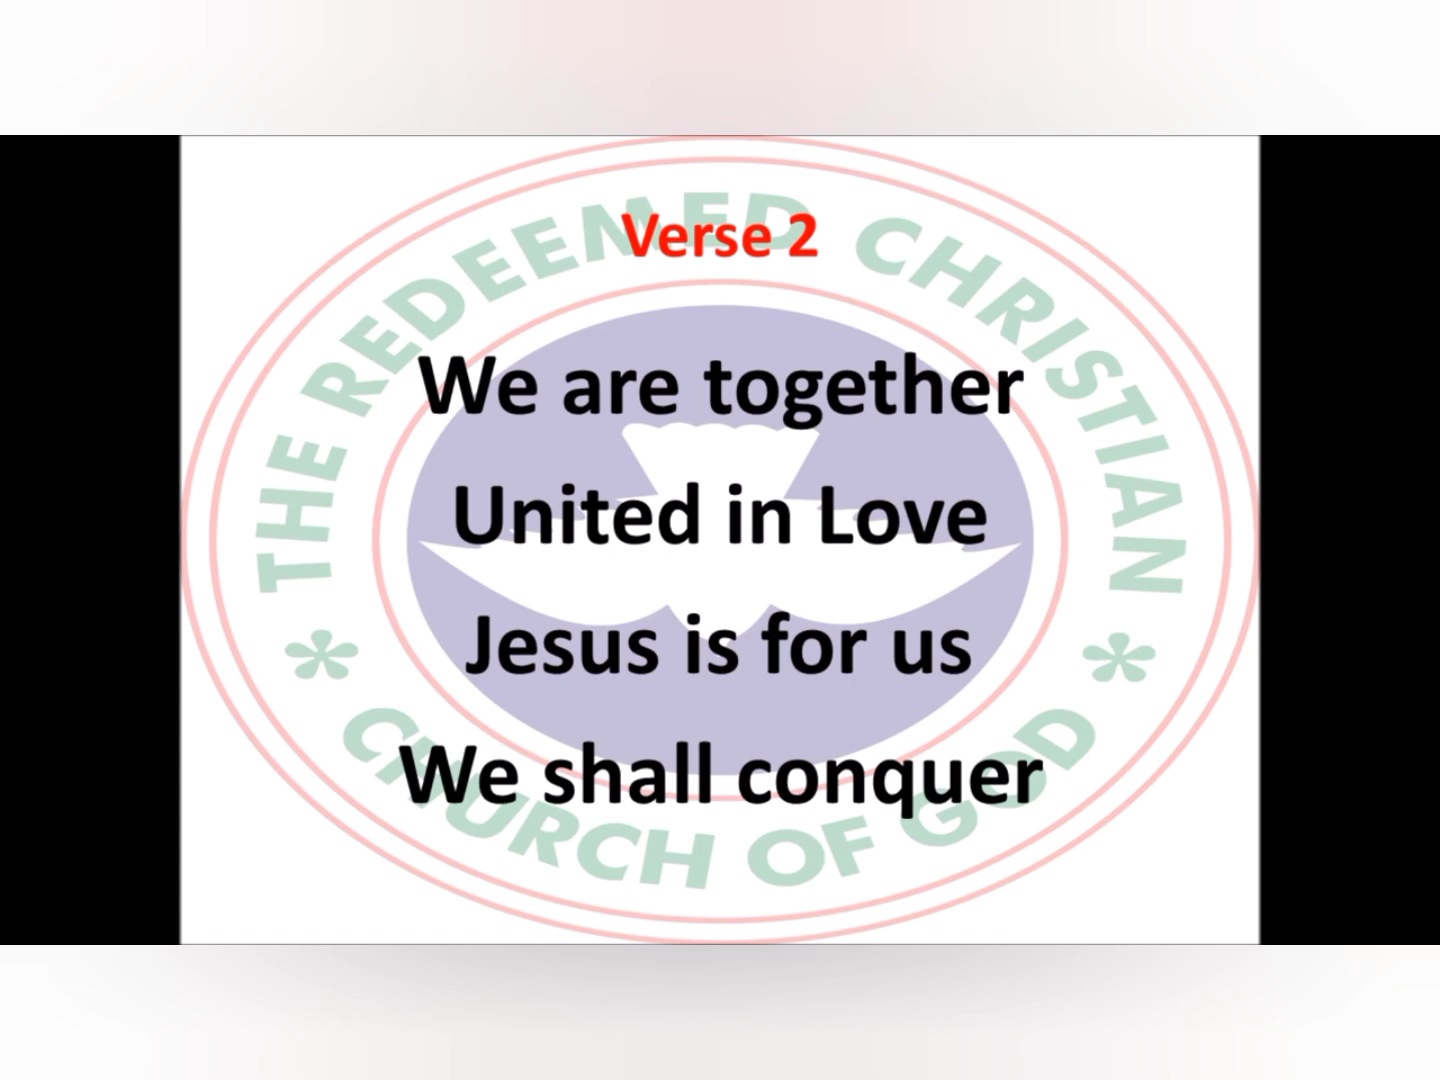 Verse 2
We are together
United in Love
Jesus is for us
We shall conquer
THE REDEEMED CHRISTIAN
* CHURCH OF GOD *